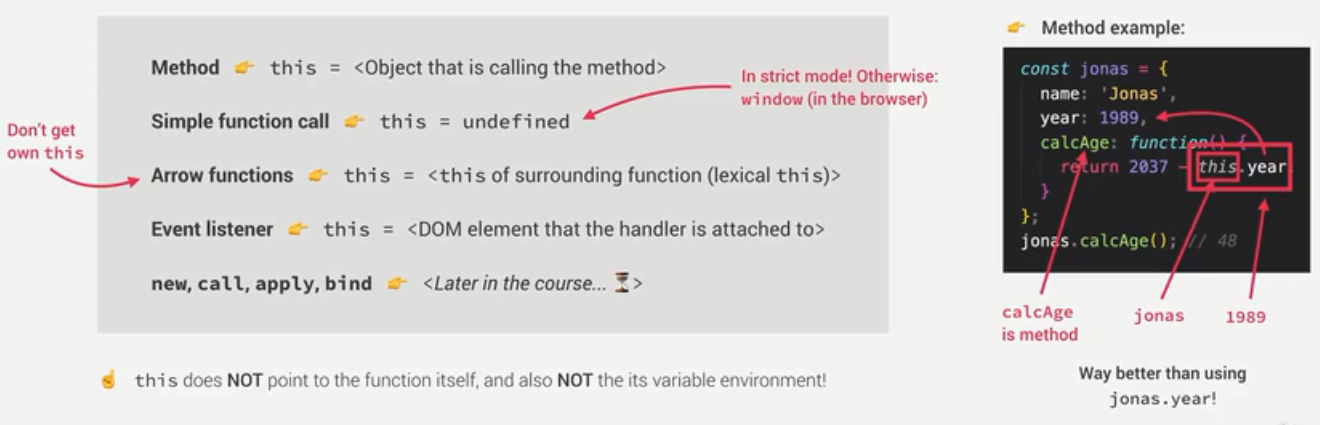 Method 👉 this = <Object that is calling the method>
In strict mode! Otherwise:
window (in the browser)
Simple function call 👉 this = undefined
Don't get
own this
Arrow functions 👉 this = <this of surrounding function (lexical this)>
Event listener 👉 this = <DOM element that the handler is attached to>
new, call, apply, bind 👉 <Later in the course... ⏳>
☝️ this does NOT point to the function itself, and also NOT the its variable environment!
👉 Method example:
const jonas = {
name: 'Jonas',
year: 1989,
calcAge: function() {
return 2037 - this.year
}
};
jonas.calcAge(); // 48
calcAge
is method
jonas
1989
Way better than using
jonas.year!